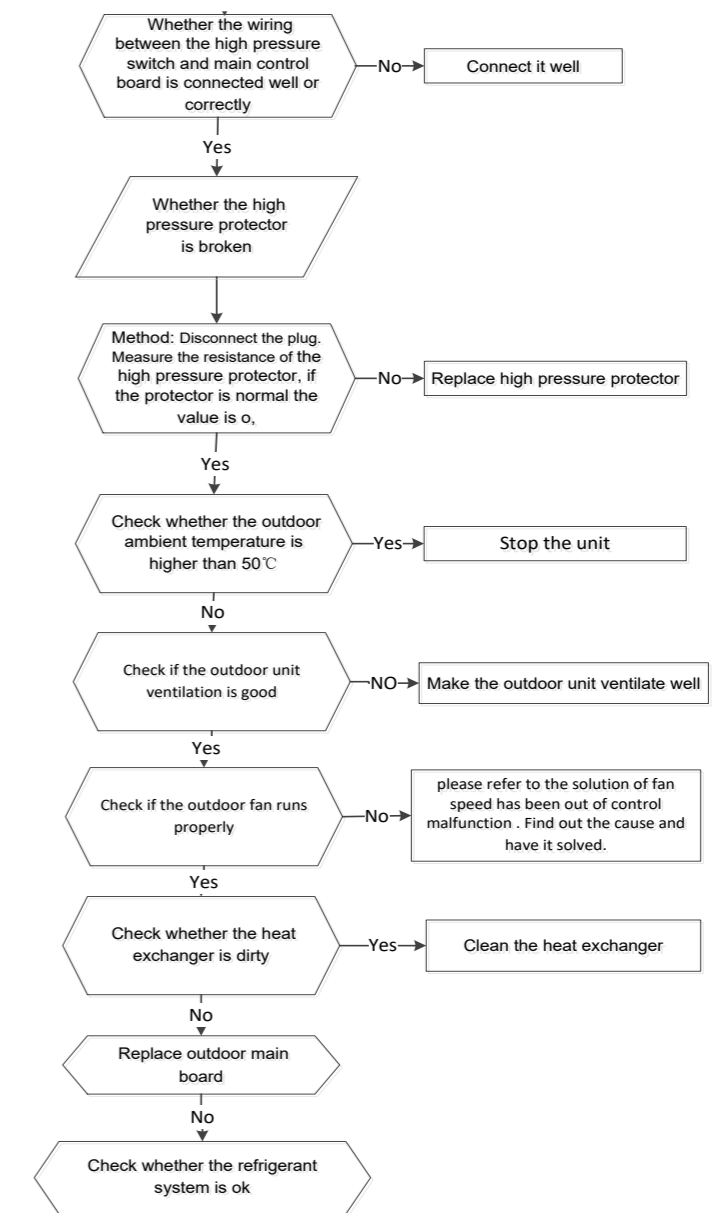 Whether the wiring
between the high pressure
switch and main control
board is connected well or
correctly
No
Connect it well
Yes
Whether the high
pressure protector
is broken
Method: Disconnect the plug.
Measure the resistance of the
high pressure protector, if
the protector is normal the
value is o,
No
Replace high pressure protector
Yes
Check whether the outdoor
ambient temperature is
higher than 50℃
Yes
Stop the unit
No
Check if the outdoor unit
ventilation is good
NO
Make the outdoor unit ventilate well
Yes
Check if the outdoor fan runs
properly
No
please refer to the solution of fan
speed has been out of control
malfunction . Find out the cause and
have it solved.
Yes
Check whether the heat
exchanger is dirty
Yes
Clean the heat exchanger
No
Replace outdoor main
board
No
Check whether the refrigerant
system is ok